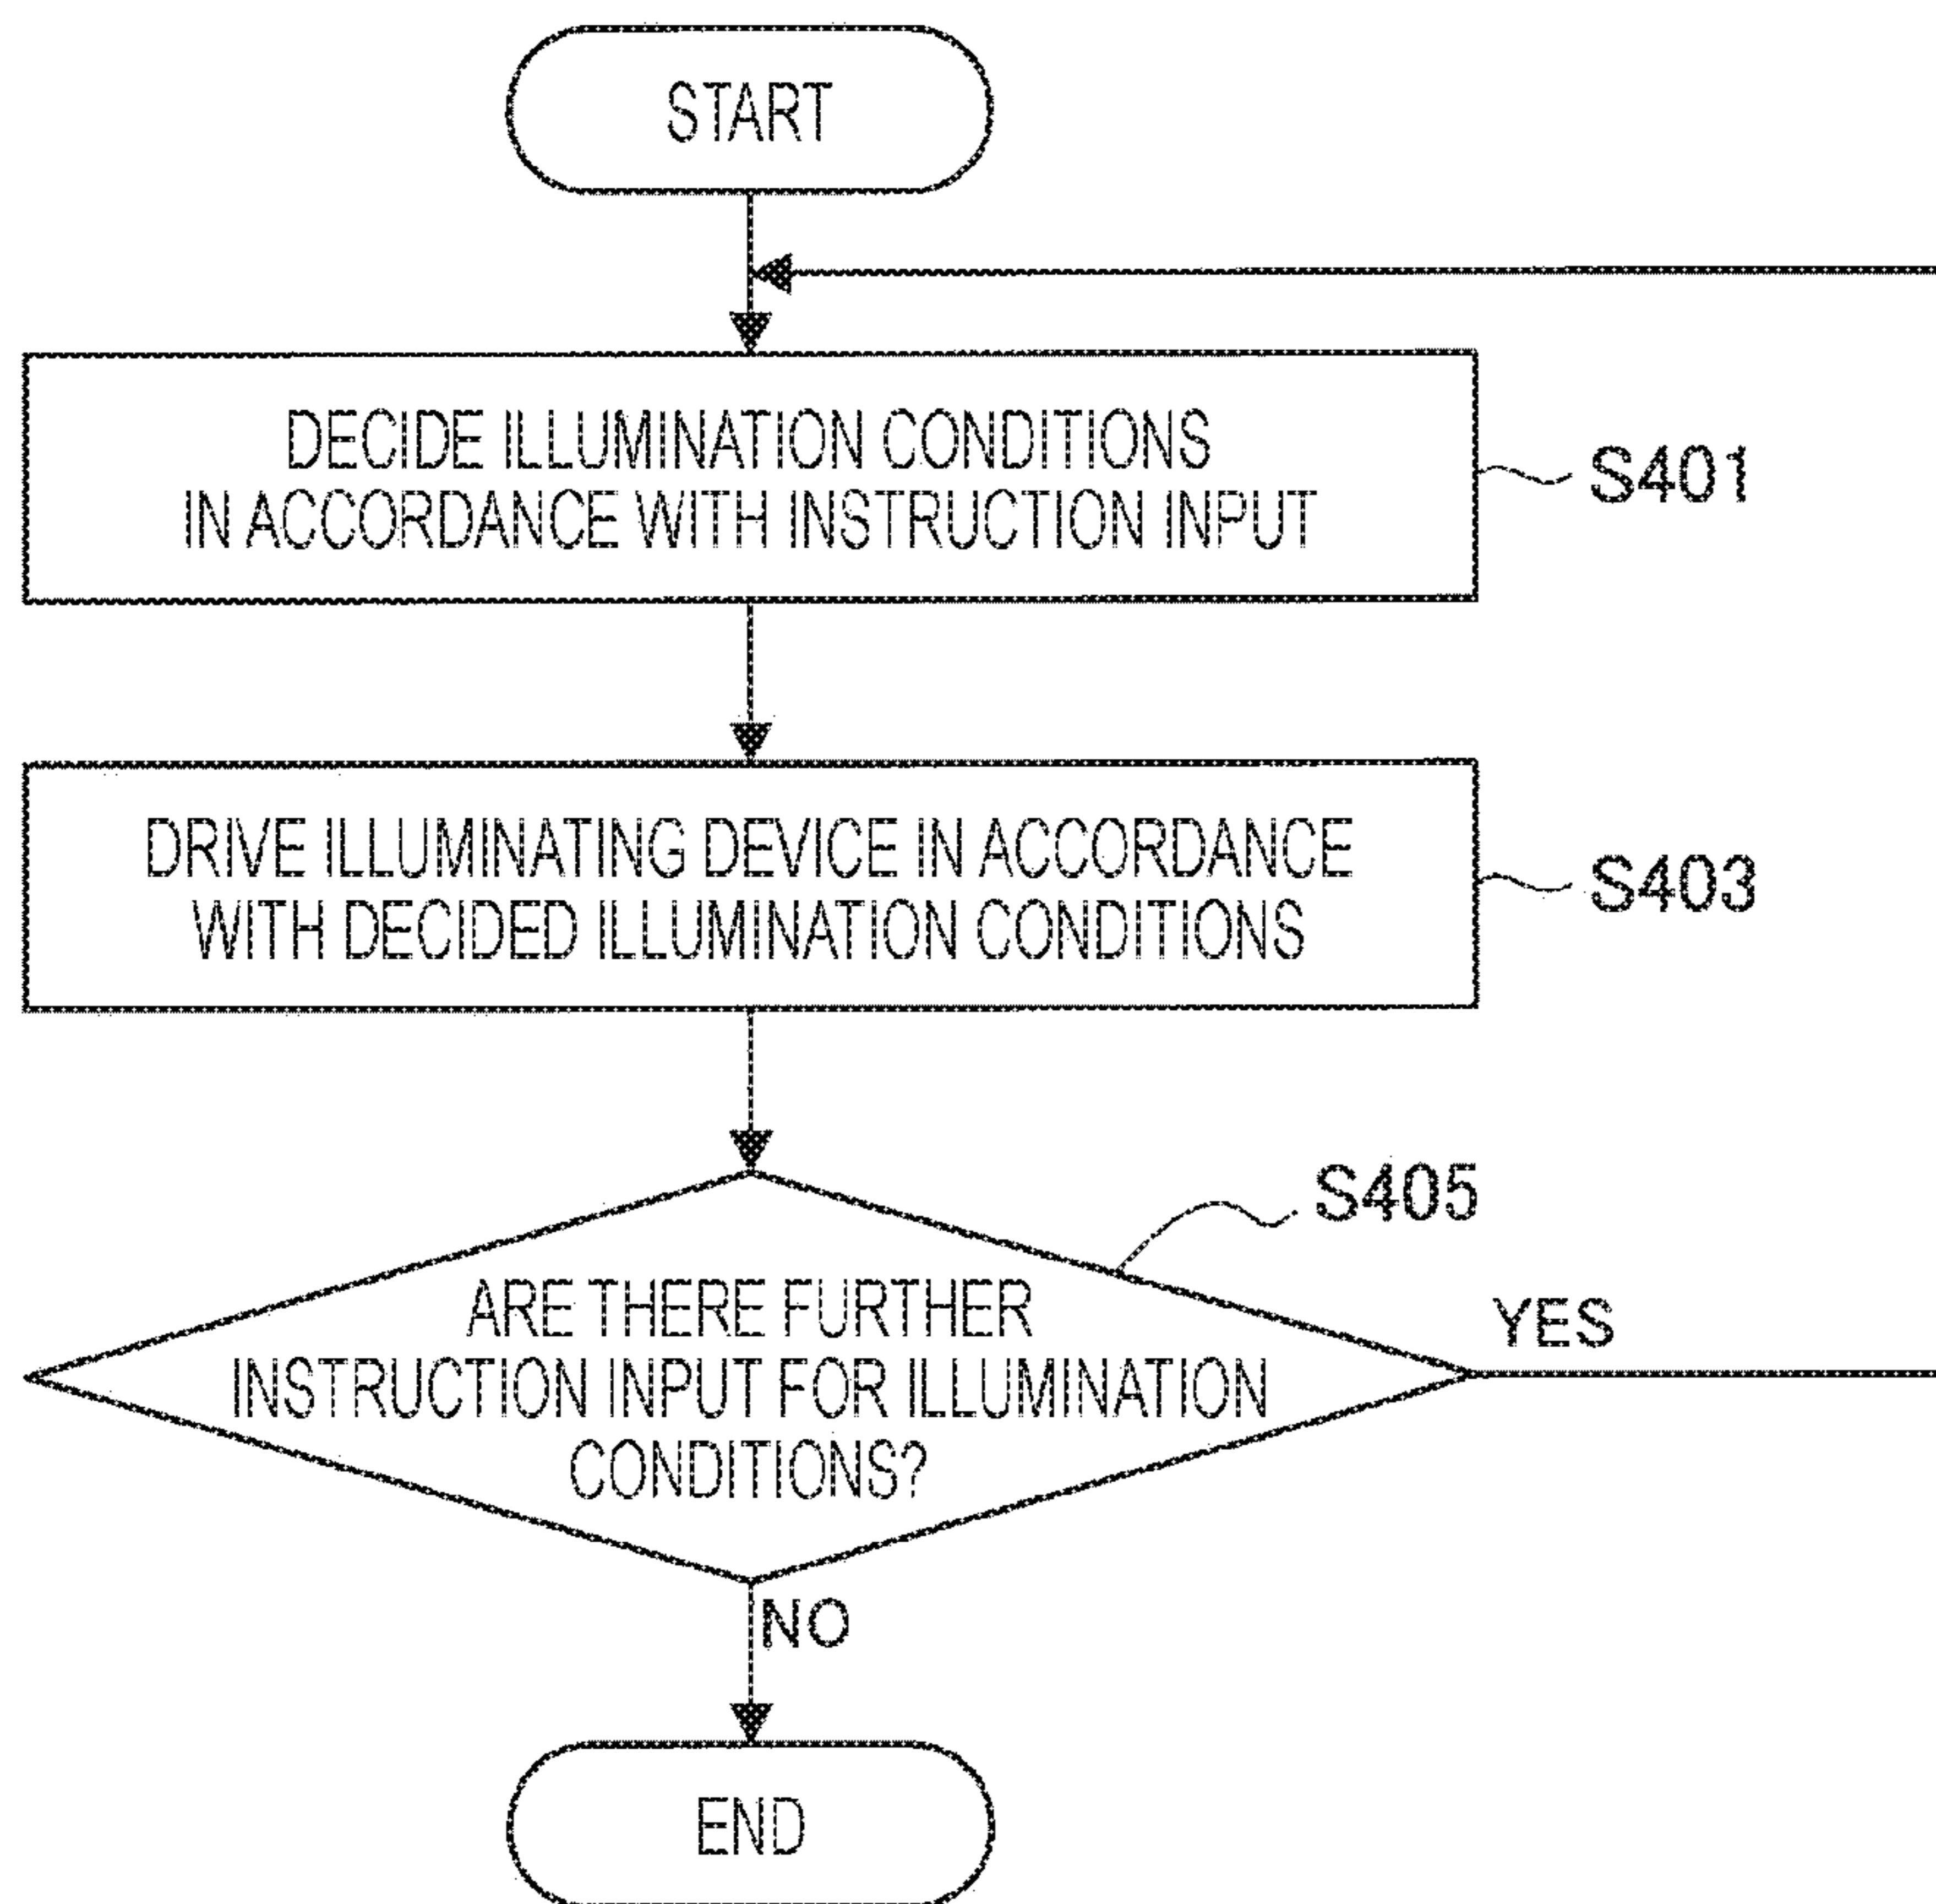 START
DECIDE ILLUMINATION CONDITIONS
IN ACCORDANCE WITH INSTRUCTION INPUT
S401
DRIVE ILLUMINATING DEVICE IN ACCORDANCE
WITH DECIDED ILLUMINATION CONDITIONS
S403
S405
ARE THERE FURTHER
INSTRUCTION INPUT FOR ILLUMINATION
CONDITIONS?
YES
NO
END